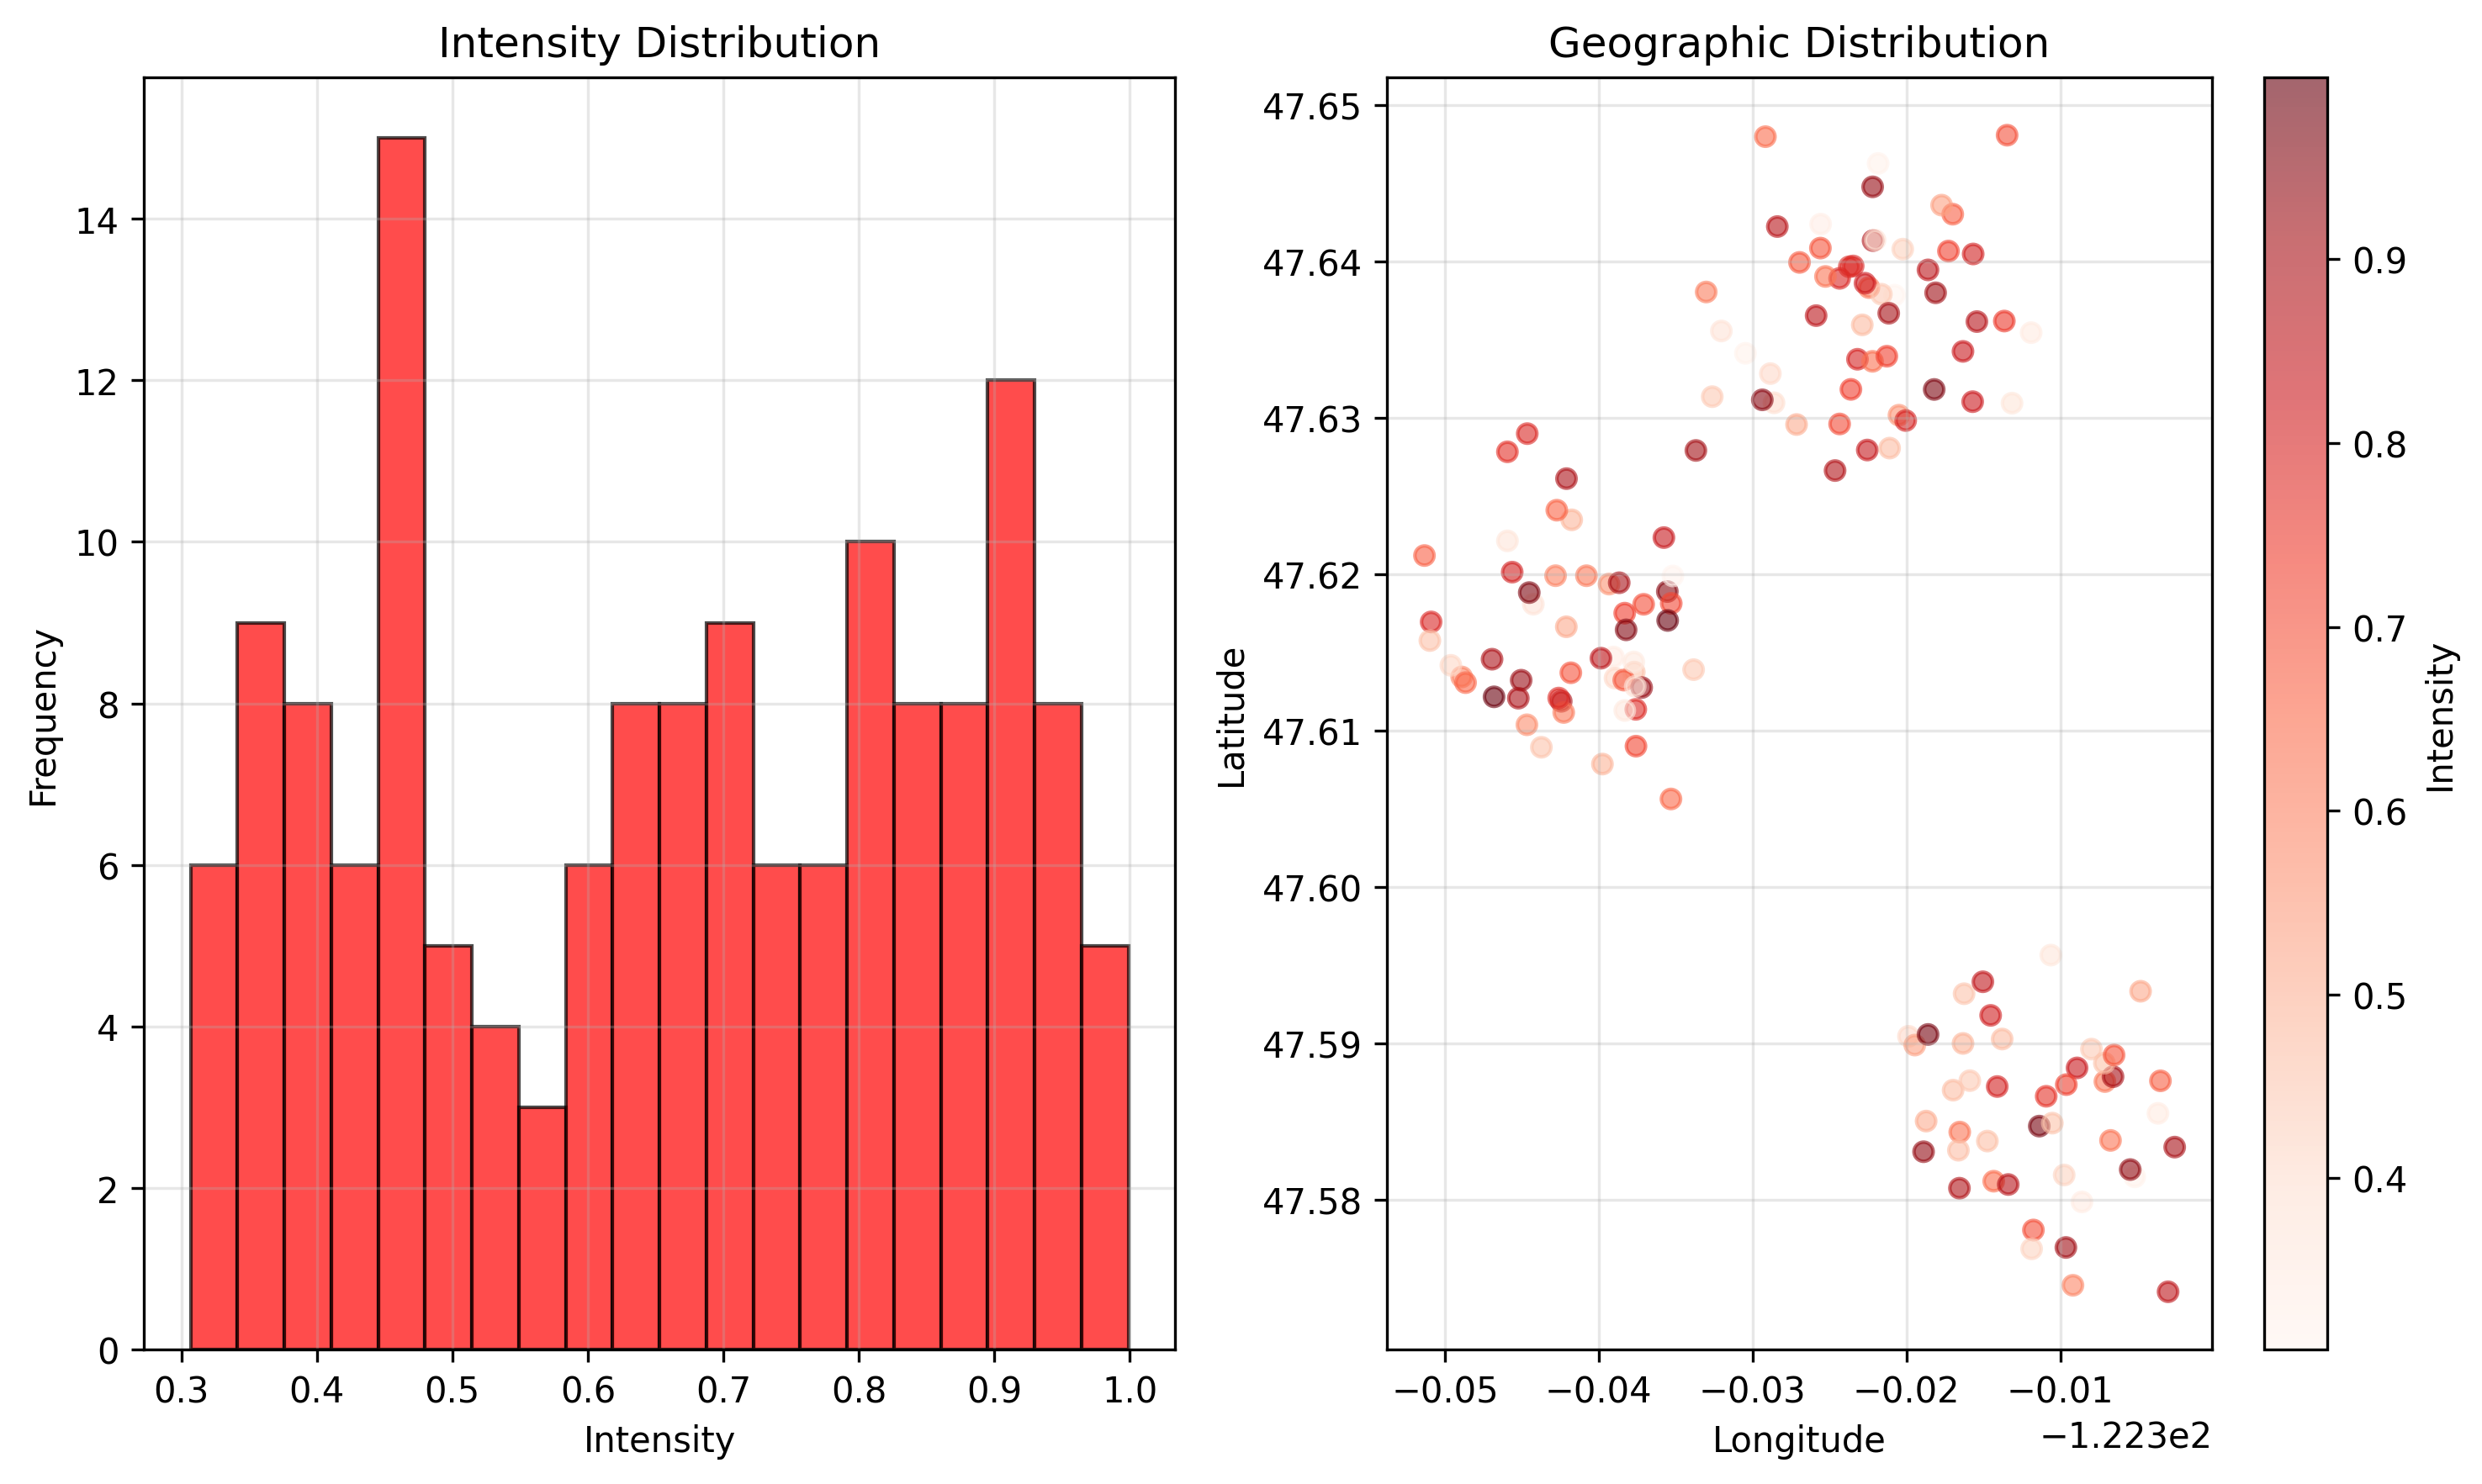 Intensity Distribution
Frequency
14
12
10
8
6
4
2
0
0.3 0.4 0.5 0.6 0.7 0.8 0.9 1.0
Intensity
Geographic Distribution
Latitude
47.65
47.64
47.63
47.62
47.61
47.60
47.59
47.58
−0.05 −0.04 −0.03 −0.02 −0.01
−1.223e2
Longitude
0.9
0.8
0.7
0.6
0.5
0.4
Intensity